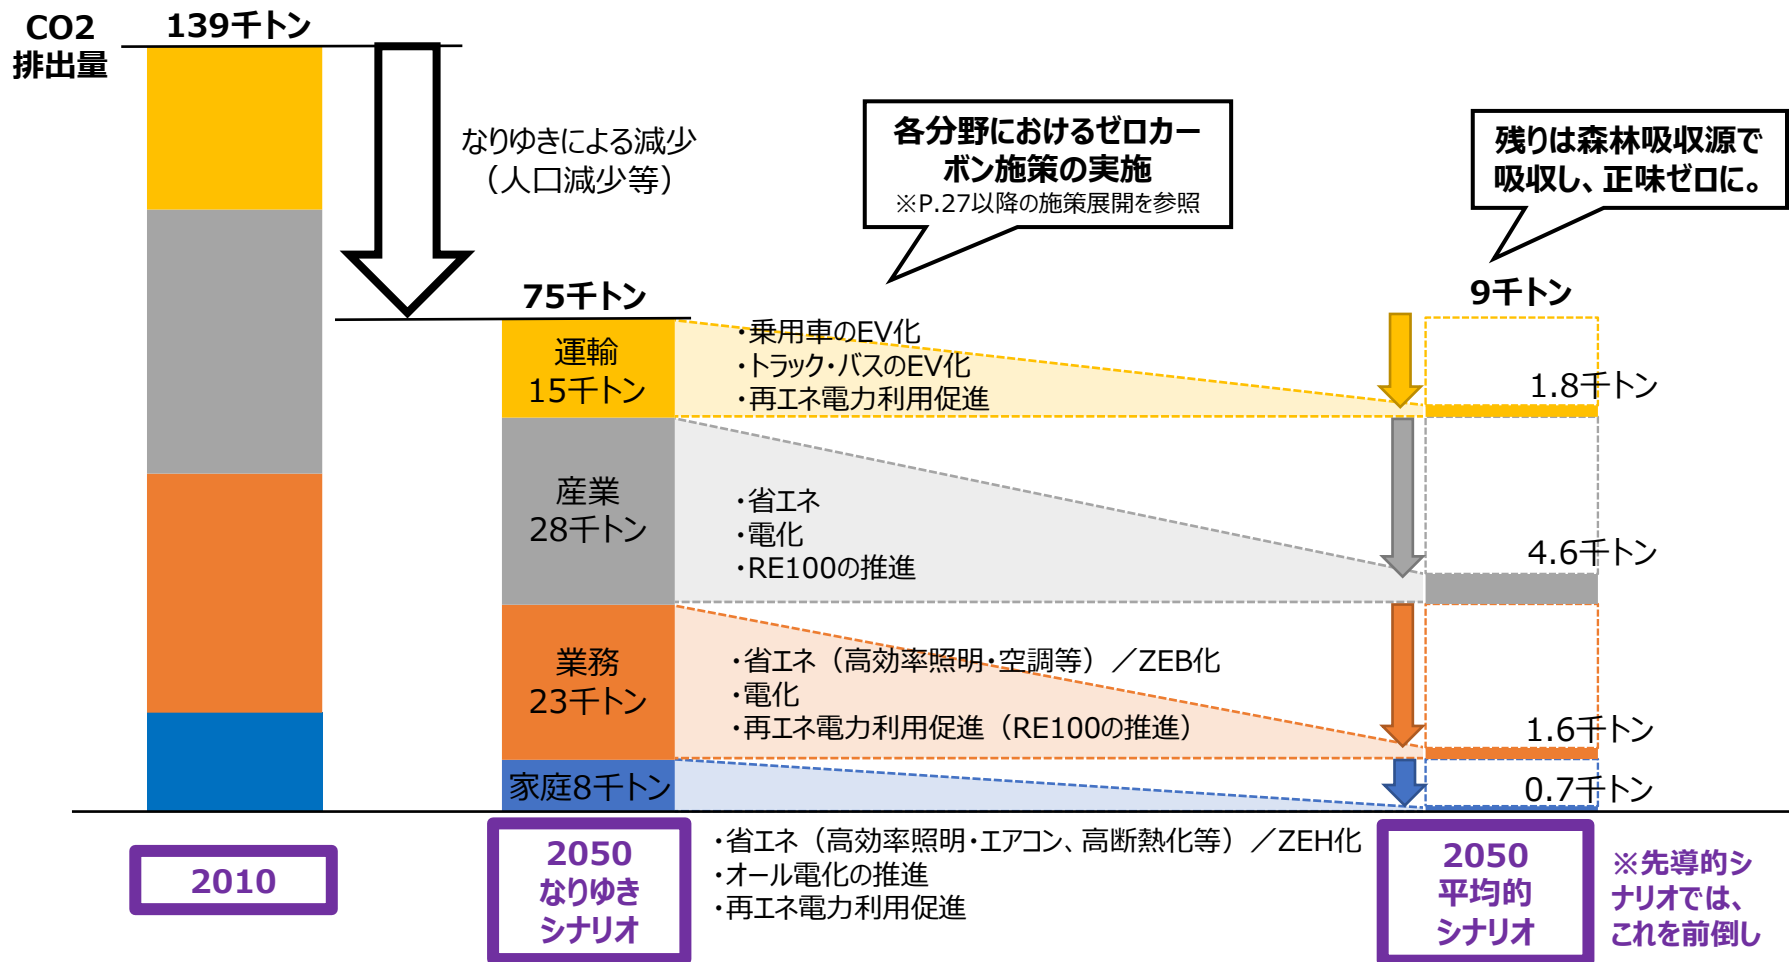 CO2
排出量
139千トン
なりゆきによる減少
（人口減少等）
各分野におけるゼロカー
ボン施策の実施
※P.27以降の施策展開を参照
残りは森林吸収源で
吸収し、正味ゼロに。
75千トン
9千トン
運輸
15千トン
・乗用車のEV化
・トラック・バスのEV化
・再エネ電力利用促進
1.8千トン
産業
28千トン
・省エネ
・電化
・RE100の推進
4.6千トン
業務
23千トン
・省エネ（高効率照明・空調等）／ZEB化
・電化
・再エネ電力利用促進（RE100の推進）
1.6千トン
家庭8千トン
0.7千トン
・省エネ（高効率照明・エアコン、高断熱化等）／ZEH化
・オール電化の推進
・再エネ電力利用促進
2010
2050
なりゆき
シナリオ
2050
平均的
シナリオ
※先導的シ
ナリオでは、
これを前倒し